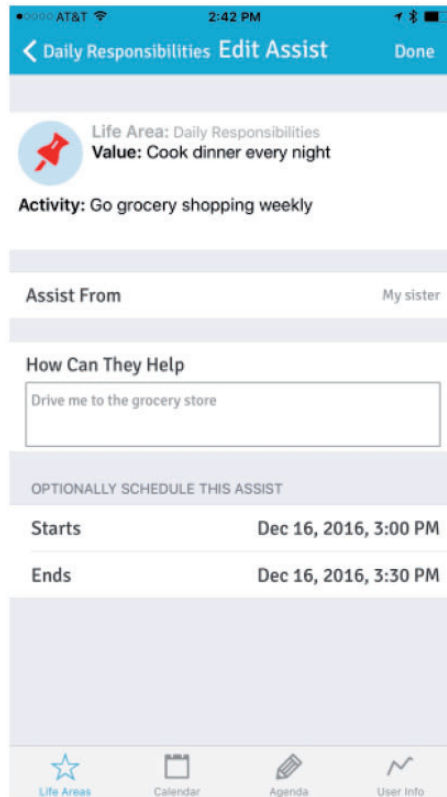 AT&T 2:42 PM
Daily Responsibilities Edit Assist Done
Life Area: Daily Responsibilities
Value: Cook dinner every night
Activity: Go grocery shopping weekly
Assist From My sister
How Can They Help
Drive me to the grocery store
OPTIONALLY SCHEDULE THIS ASSIST
Starts Dec 16, 2016, 3:00 PM
Ends Dec 16, 2016, 3:30 PM
Life Areas Calendar Agenda User Info